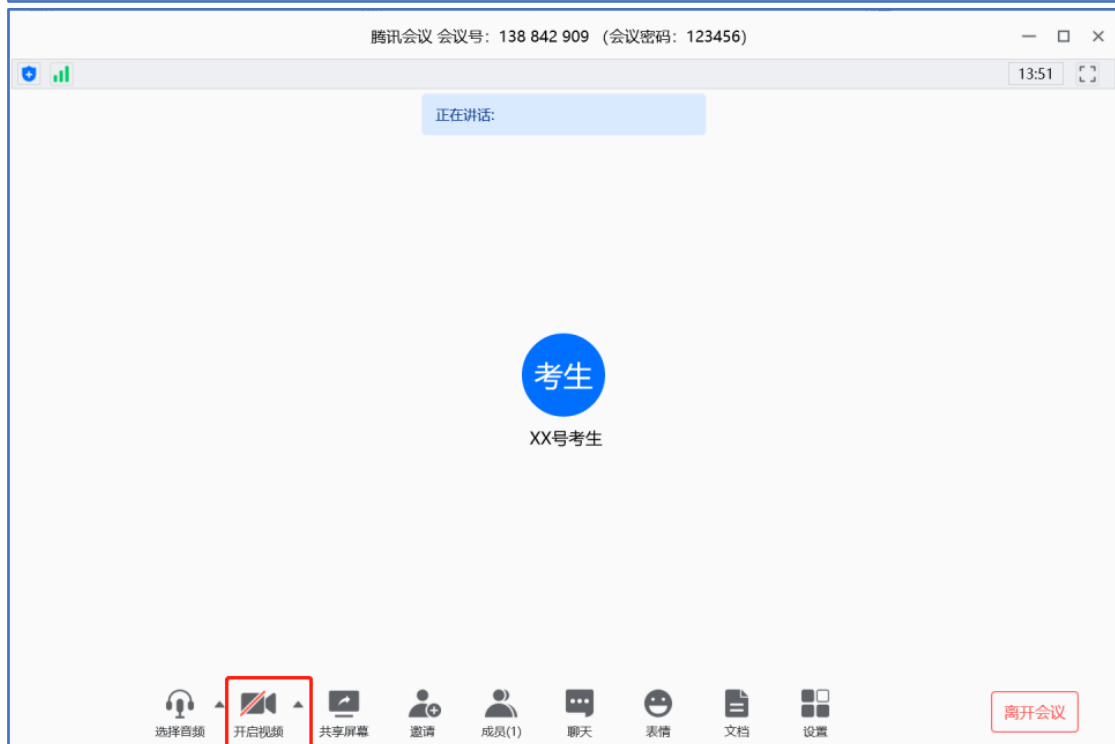 腾讯会议 会议号：138 842 909 （会议密码：123456)
13:51
正在讲话:
考生
XX号考生
选择音频 开启视频 共享屏幕 邀请 成员(1) 聊天 表情 文档 设置 离开会议